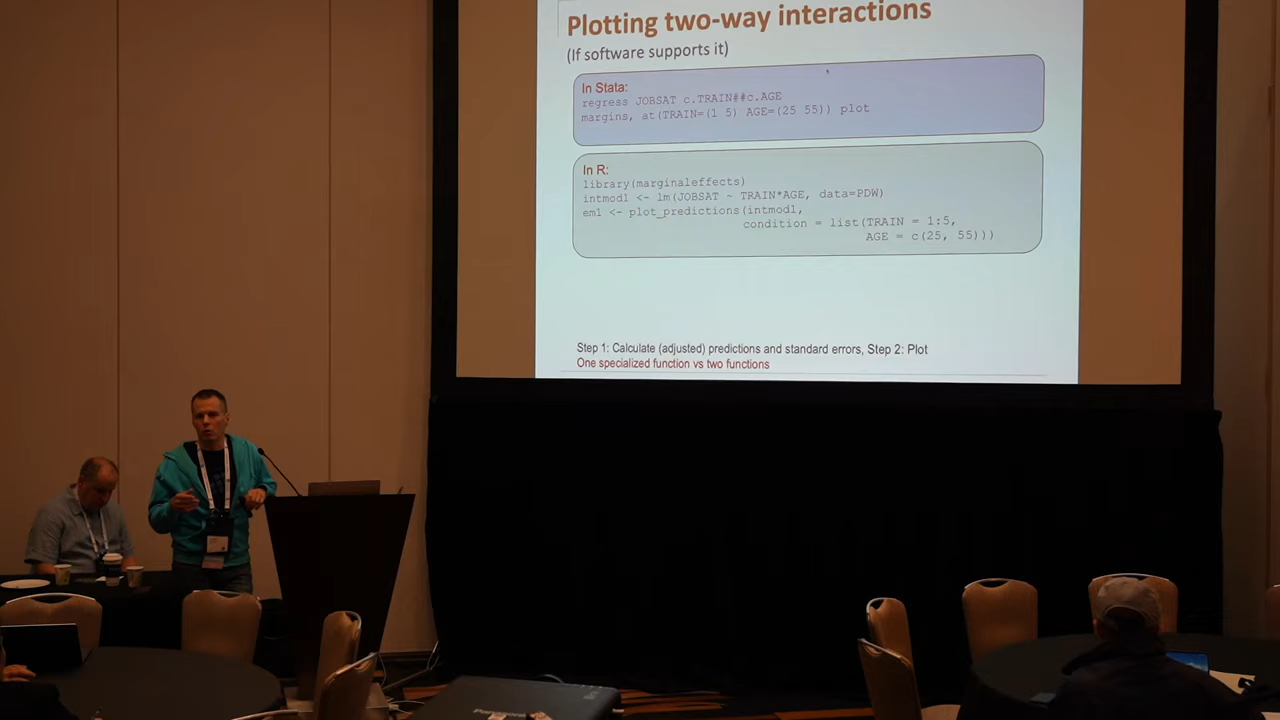 Plotting two-way interactions
(If software supports it)
In Stata:
regress JOBSAT c.TRAIN##c.AGE
margins, at(TRAIN=(1 5) AGE=(25 55)) plot
In R:
library(marginaleffects)
intmod1 <- lm(JOBSAT ~ TRAIN*AGE, data=PDW)
em1 <- plot_predictions(intmod1,
condition = list(TRAIN = 1:5,
AGE = c(25, 55)))
Step 1: Calculate (adjusted) predictions and standard errors, Step 2: Plot
One specialized function vs two functions
Panasonic